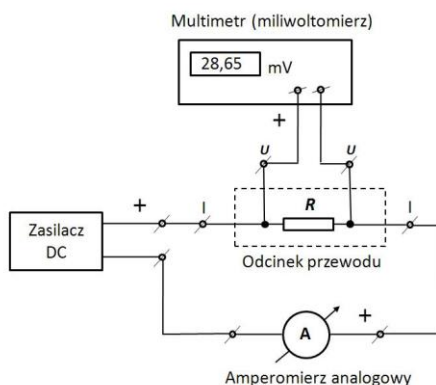 Multimetr (miliwoltomierz)
28,65 mV
+
U U
R
+ I I
Zasilacz
DC
Odcinek przewodu
+
A
Amperomierz analogowy